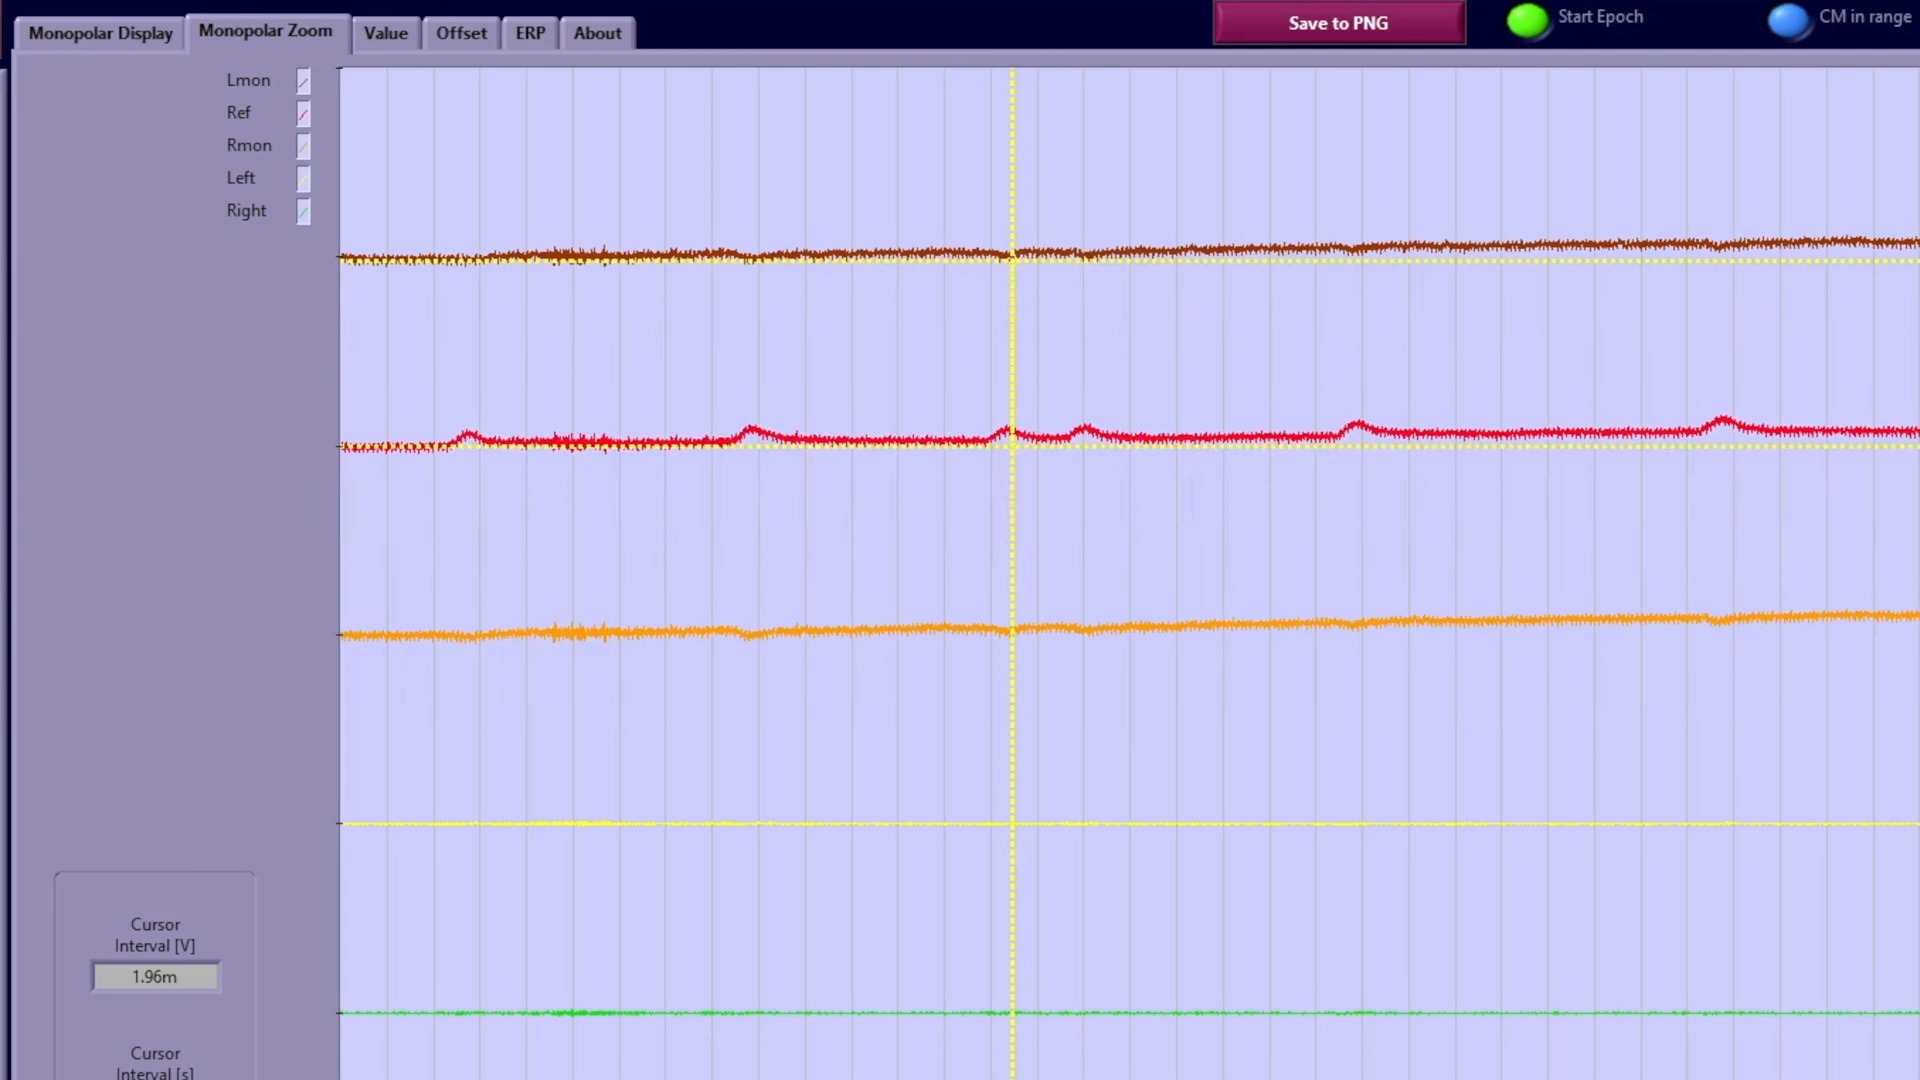 Monopolar Display
Monopolar Zoom
Value
Offset
ERP
About
Save to PNG
Start Epoch
CM in range
Lmon
Ref
Rmon
Left
Right
Cursor
Interval [V]
1.96m
Cursor
Interval [s]